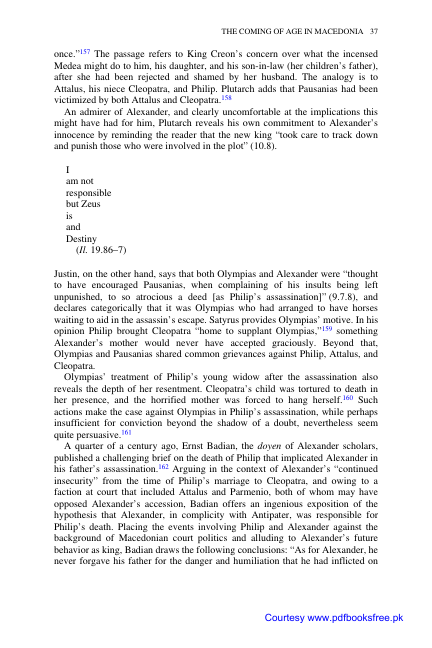 THE COMING OF AGE IN MACEDONIA 37
once.”157 The passage refers to King Creon’s concern over what the incensed
Medea might do to him, his daughter, and his son-in-law (her children’s father),
after she had been rejected and shamed by her husband. The analogy is to
Attalus, his niece Cleopatra, and Philip. Plutarch adds that Pausanias had been
victimized by both Attalus and Cleopatra.158
An admirer of Alexander, and clearly uncomfortable at the implications this
might have had for him, Plutarch reveals his own commitment to Alexander’s
innocence by reminding the reader that the new king “took care to track down
and punish those who were involved in the plot” (10.8).
I
am not
responsible
but Zeus
is
and
Destiny
(Il. 19.86–7)
Justin, on the other hand, says that both Olympias and Alexander were “thought
to have encouraged Pausanias, when complaining of his insults being left
unpunished, to so atrocious a deed [as Philip’s assassination]” (9.7.8), and
declares categorically that it was Olympias who had arranged to have horses
waiting to aid in the assassin’s escape. Satyrus provides Olympias’ motive. In his
opinion Philip brought Cleopatra “home to supplant Olympias,”159 something
Alexander’s mother would never have accepted graciously. Beyond that,
Olympias and Pausanias shared common grievances against Philip, Attalus, and
Cleopatra.
Olympias’ treatment of Philip’s young widow after the assassination also
reveals the depth of her resentment. Cleopatra’s child was tortured to death in
her presence, and the horrified mother was forced to hang herself.160 Such
actions make the case against Olympias in Philip’s assassination, while perhaps
insufficient for conviction beyond the shadow of a doubt, nevertheless seem
quite persuasive.161
A quarter of a century ago, Ernst Badian, the doyen of Alexander scholars,
published a challenging brief on the death of Philip that implicated Alexander in
his father’s assassination.162 Arguing in the context of Alexander’s “continued
insecurity” from the time of Philip’s marriage to Cleopatra, and owing to a
faction at court that included Attalus and Parmenio, both of whom may have
opposed Alexander’s accession, Badian offers an ingenious exposition of the
hypothesis that Alexander, in complicity with Antipater, was responsible for
Philip’s death. Placing the events involving Philip and Alexander against the
background of Macedonian court politics and alluding to Alexander’s future
behavior as king, Badian draws the following conclusions: “As for Alexander, he
never forgave his father for the danger and humiliation that he had inflicted on
Courtesy www.pdfbooksfree.pk